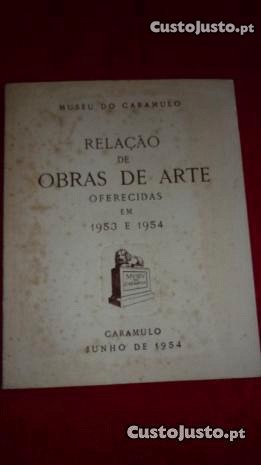 CustoJusto.pt
MUSEU DO CARAMULO
RELAÇÃO
DE
OBRAS DE ARTE
OFERECIDAS
EM
1953 E 1954
MUSEU
CARAMULO
JUNHO DE 1954
CustoJusto.pt